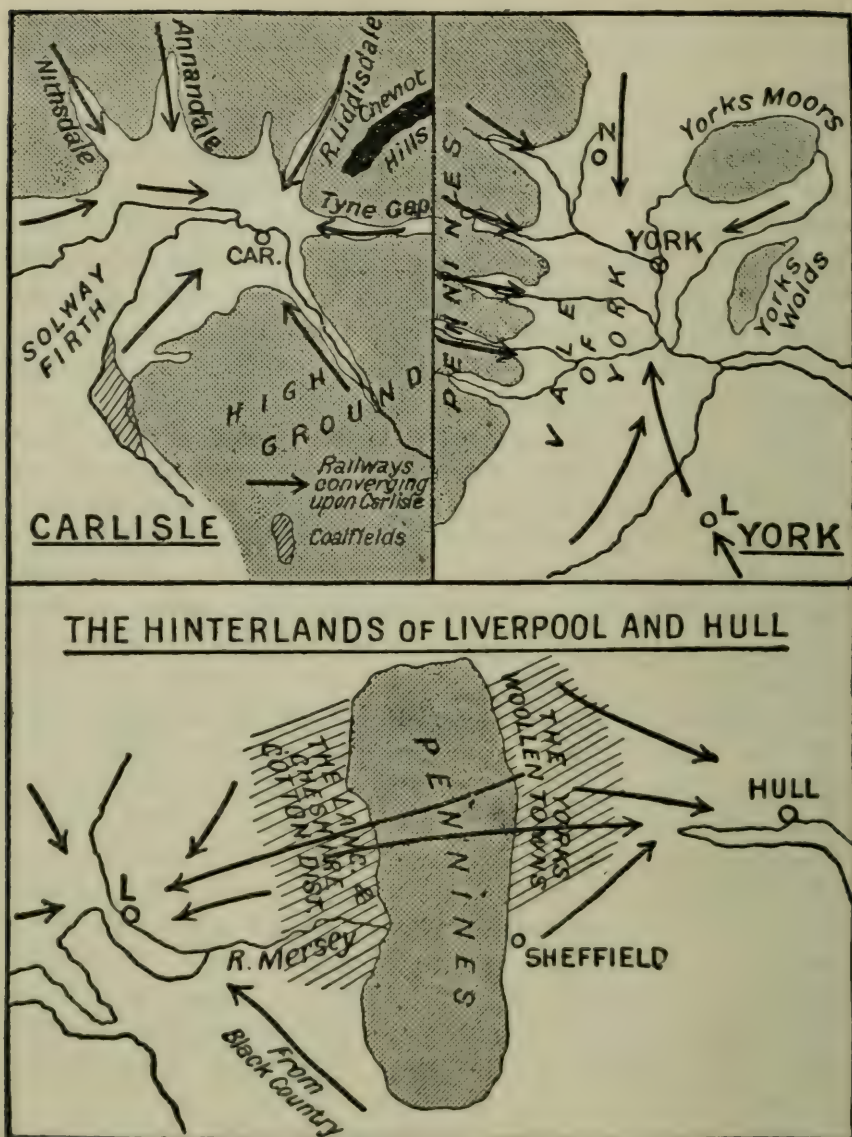 Nithsdale
Annandale
R. Liddisdale
Cheviot
Hills
Tyne Gap
CAR.
SOLWAY
FIRTH
HIGH
GROUND
Railways
converging
upon Carlisle
Coalfields
CARLISLE
PENNINES
N
Yorks Moors
YORK
VALE
OF
YORK
Yorks
Wolds
L
YORK
THE HINTERLANDS OF LIVERPOOL AND HULL
THE LANC. &
CHESHIRE
COTTON DIST.
PENNINES
THE YORKS
WOOLLEN TOWNS
HULL
L
R. Mersey
SHEFFIELD
From
Black Country